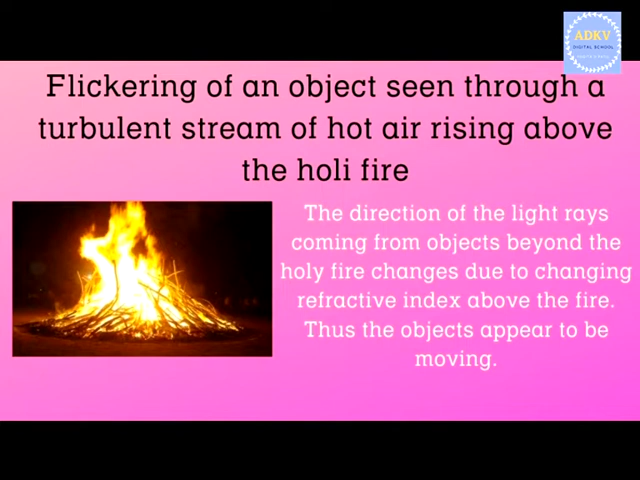 ADKV
DIGITAL SCHOOL
Flickering of an object seen through a
turbulent stream of hot air rising above
the holi fire
The direction of the light rays
coming from objects beyond the
holy fire changes due to changing
refractive index above the fire.
Thus the objects appear to be
moving.